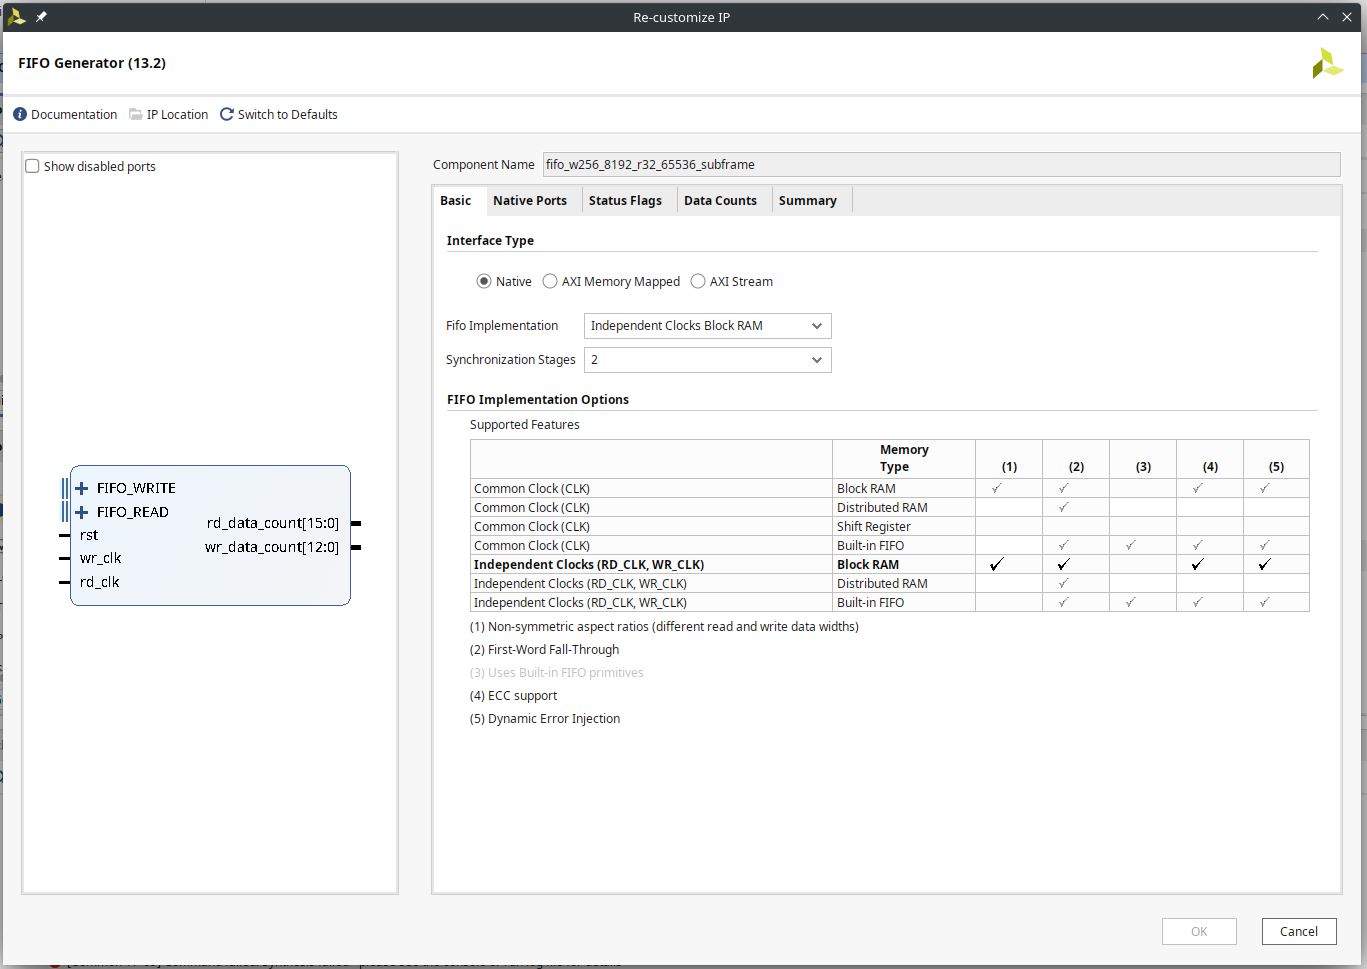 Re-customize IP
FIFO Generator (13.2)
Documentation IP Location Switch to Defaults
Show disabled ports
FIFO_WRITE
FIFO_READ
rst
wr_clk
rd_clk
rd_data_count[15:0]
wr_data_count[12:0]
Component Name fifo_w256_8192_r32_65536_subframe
Basic Native Ports Status Flags Data Counts Summary
Interface Type
Native AXI Memory Mapped AXI Stream
Fifo Implementation Independent Clocks Block RAM
Synchronization Stages 2
FIFO Implementation Options
Supported Features
Memory
Type (1) (2) (3) (4) (5)
Common Clock (CLK) Block RAM ✓ ✓ ✓ ✓
Common Clock (CLK) Distributed RAM ✓
Common Clock (CLK) Shift Register
Common Clock (CLK) Built-in FIFO ✓ ✓ ✓ ✓
Independent Clocks (RD_CLK, WR_CLK) Block RAM ✓ ✓ ✓ ✓
Independent Clocks (RD_CLK, WR_CLK) Distributed RAM ✓
Independent Clocks (RD_CLK, WR_CLK) Built-in FIFO ✓ ✓ ✓ ✓
(1) Non-symmetric aspect ratios (different read and write data widths)
(2) First-Word Fall-Through
(3) Uses Built-in FIFO primitives
(4) ECC support
(5) Dynamic Error Injection
OK Cancel